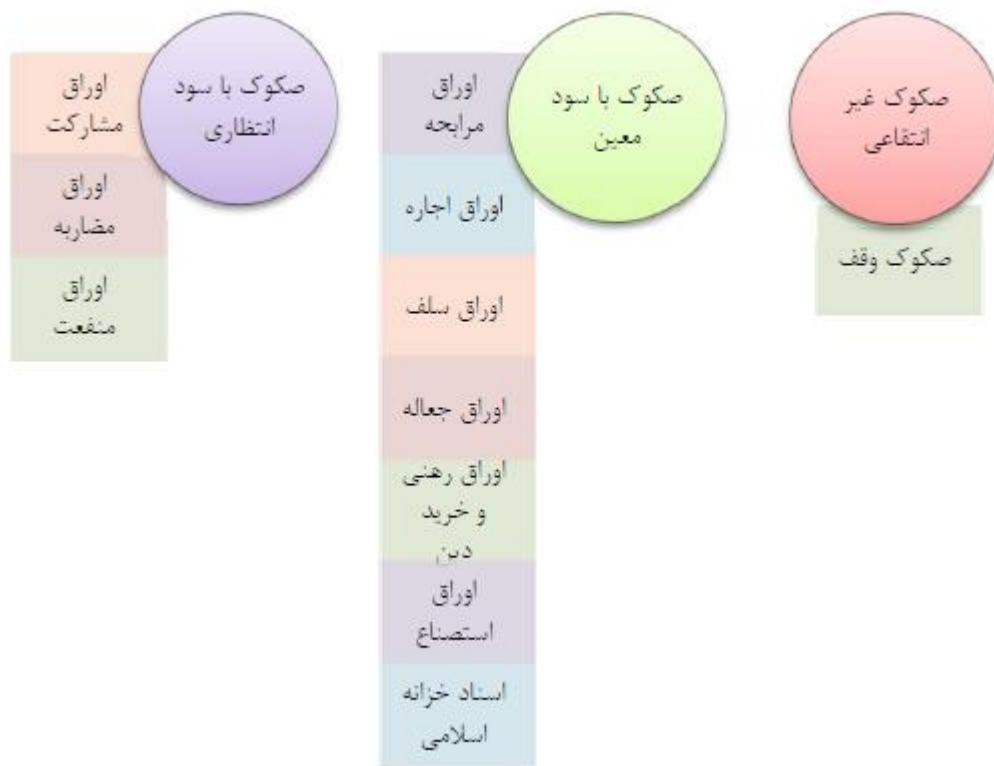 صکوک غیر
انتفاعی
صکوک وقف
صکوک با سود
معین
اوراق
مرابحه
اوراق اجاره
اوراق سلف
اوراق جعاله
اوراق رهنی
و خرید
دین
اوراق
استصناع
اسناد خزانه
اسلامی
صکوک با سود
انتظاری
اوراق
مشارکت
اوراق
مضاربه
اوراق
منفعت